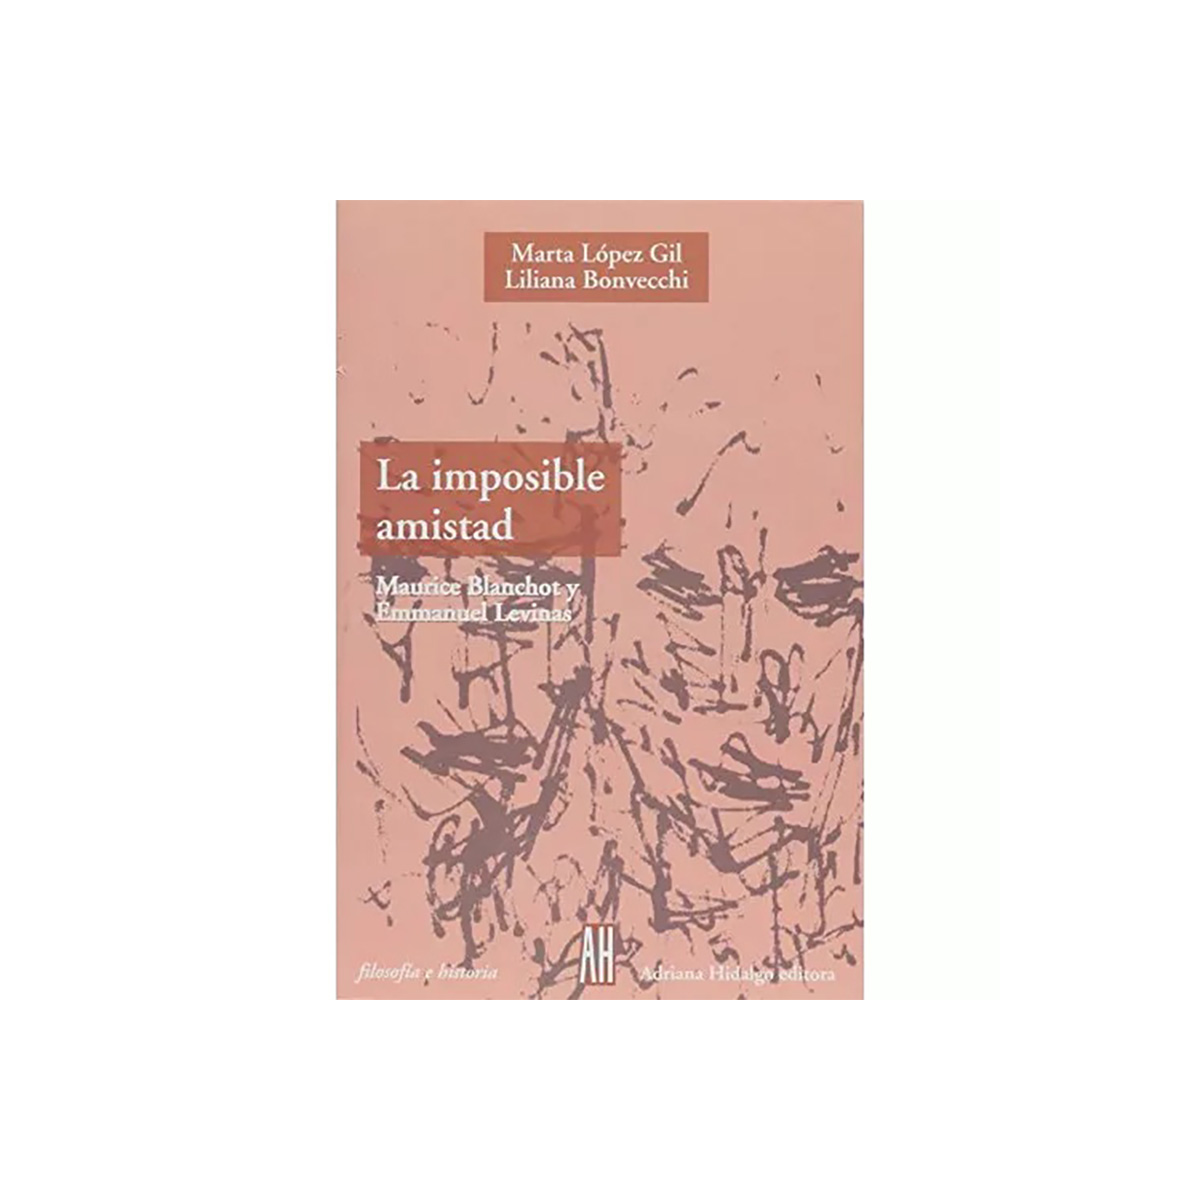 Marta López Gil
Liliana Bonvecchi
La imposible
amistad
Maurice Blanchot y
Emmanuel Levinas
filosofía e historia
AH
Adriana Hidalgo editora